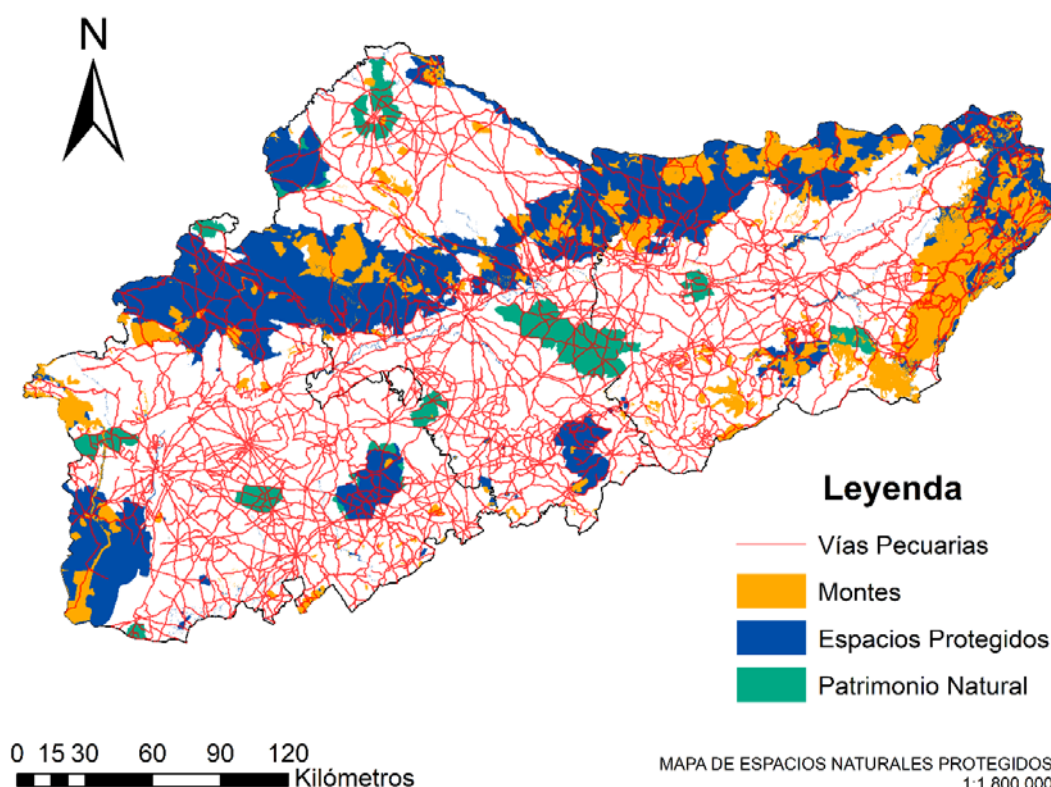 N
Leyenda
Vías Pecuarias
Montes
Espacios Protegidos
Patrimonio Natural
0 15 30 60 90 120
Kilómetros
MAPA DE ESPACIOS NATURALES PROTEGIDOS
1:1.800.000